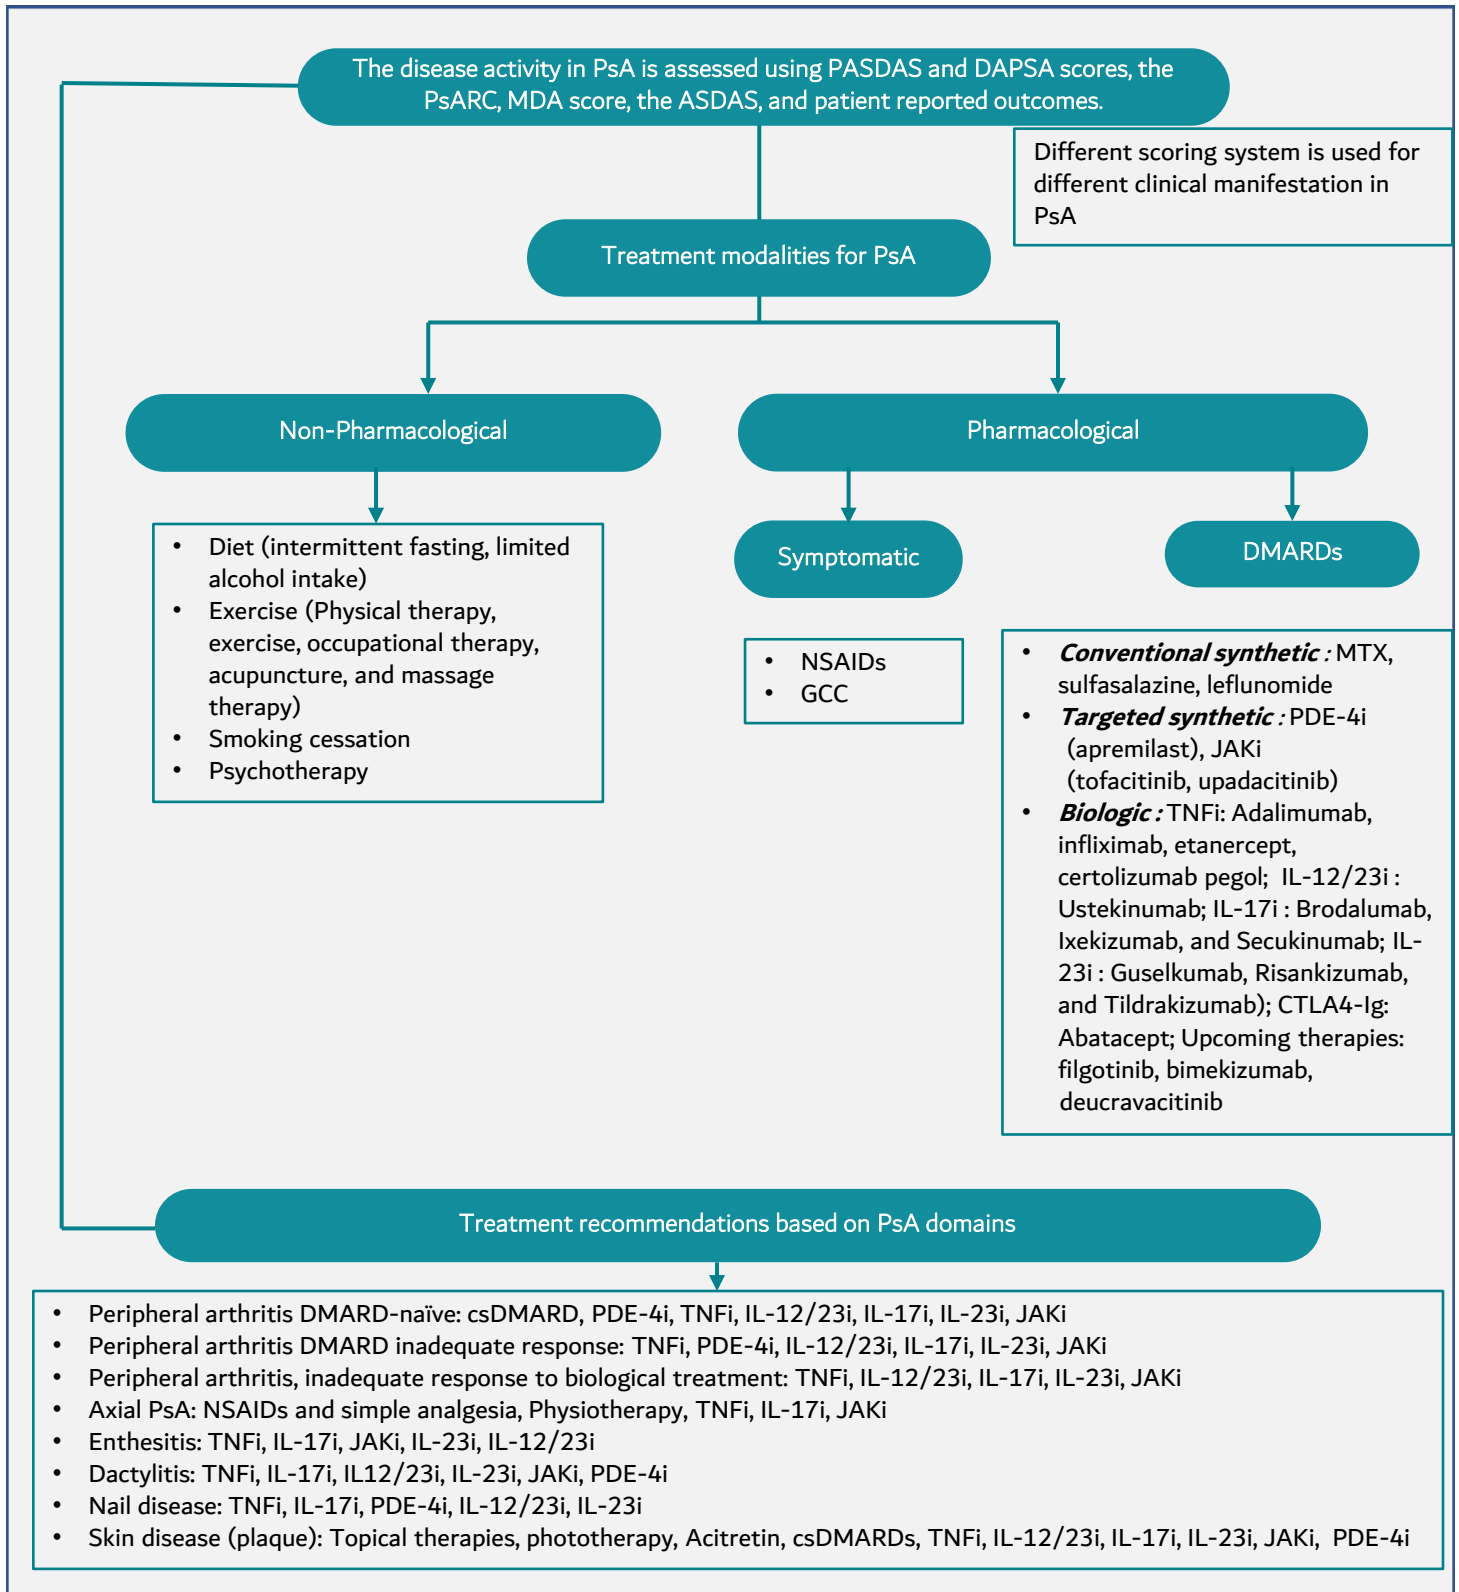 The disease activity in PsA is assessed using PASDAS and DAPSA scores, the
PsARC, MDA score, the ASDAS, and patient reported outcomes.
Different scoring system is used for
different clinical manifestation in
PsA
Treatment modalities for PsA
Non-Pharmacological
Pharmacological
• Diet (intermittent fasting, limited
alcohol intake)
• Exercise (Physical therapy,
exercise, occupational therapy,
acupuncture, and massage
therapy)
• Smoking cessation
• Psychotherapy
Symptomatic
DMARDs
• NSAIDs
• GCC
• Conventional synthetic : MTX,
sulfasalazine, leflunomide
• Targeted synthetic : PDE-4i
(apremilast), JAKi
(tofacitinib, upadacitinib)
• Biologic : TNFi: Adalimumab,
infliximab, etanercept,
certolizumab pegol; IL-12/23i :
Ustekinumab; IL-17i : Brodalumab,
Ixekizumab, and Secukinumab; IL-
23i : Guselkumab, Risankizumab,
and Tildrakizumab); CTLA4-Ig:
Abatacept; Upcoming therapies:
filgotinib, bimekizumab,
deucravacitinib
Treatment recommendations based on PsA domains
• Peripheral arthritis DMARD-naïve: csDMARD, PDE-4i, TNFi, IL-12/23i, IL-17i, IL-23i, JAKi
• Peripheral arthritis DMARD inadequate response: TNFi, PDE-4i, IL-12/23i, IL-17i, IL-23i, JAKi
• Peripheral arthritis, inadequate response to biological treatment: TNFi, IL-12/23i, IL-17i, IL-23i, JAKi
• Axial PsA: NSAIDs and simple analgesia, Physiotherapy, TNFi, IL-17i, JAKi
• Enthesitis: TNFi, IL-17i, JAKi, IL-23i, IL-12/23i
• Dactylitis: TNFi, IL-17i, IL12/23i, IL-23i, JAKi, PDE-4i
• Nail disease: TNFi, IL-17i, PDE-4i, IL-12/23i, IL-23i
• Skin disease (plaque): Topical therapies, phototherapy, Acitretin, csDMARDs, TNFi, IL-12/23i, IL-17i, IL-23i, JAKi, PDE-4i